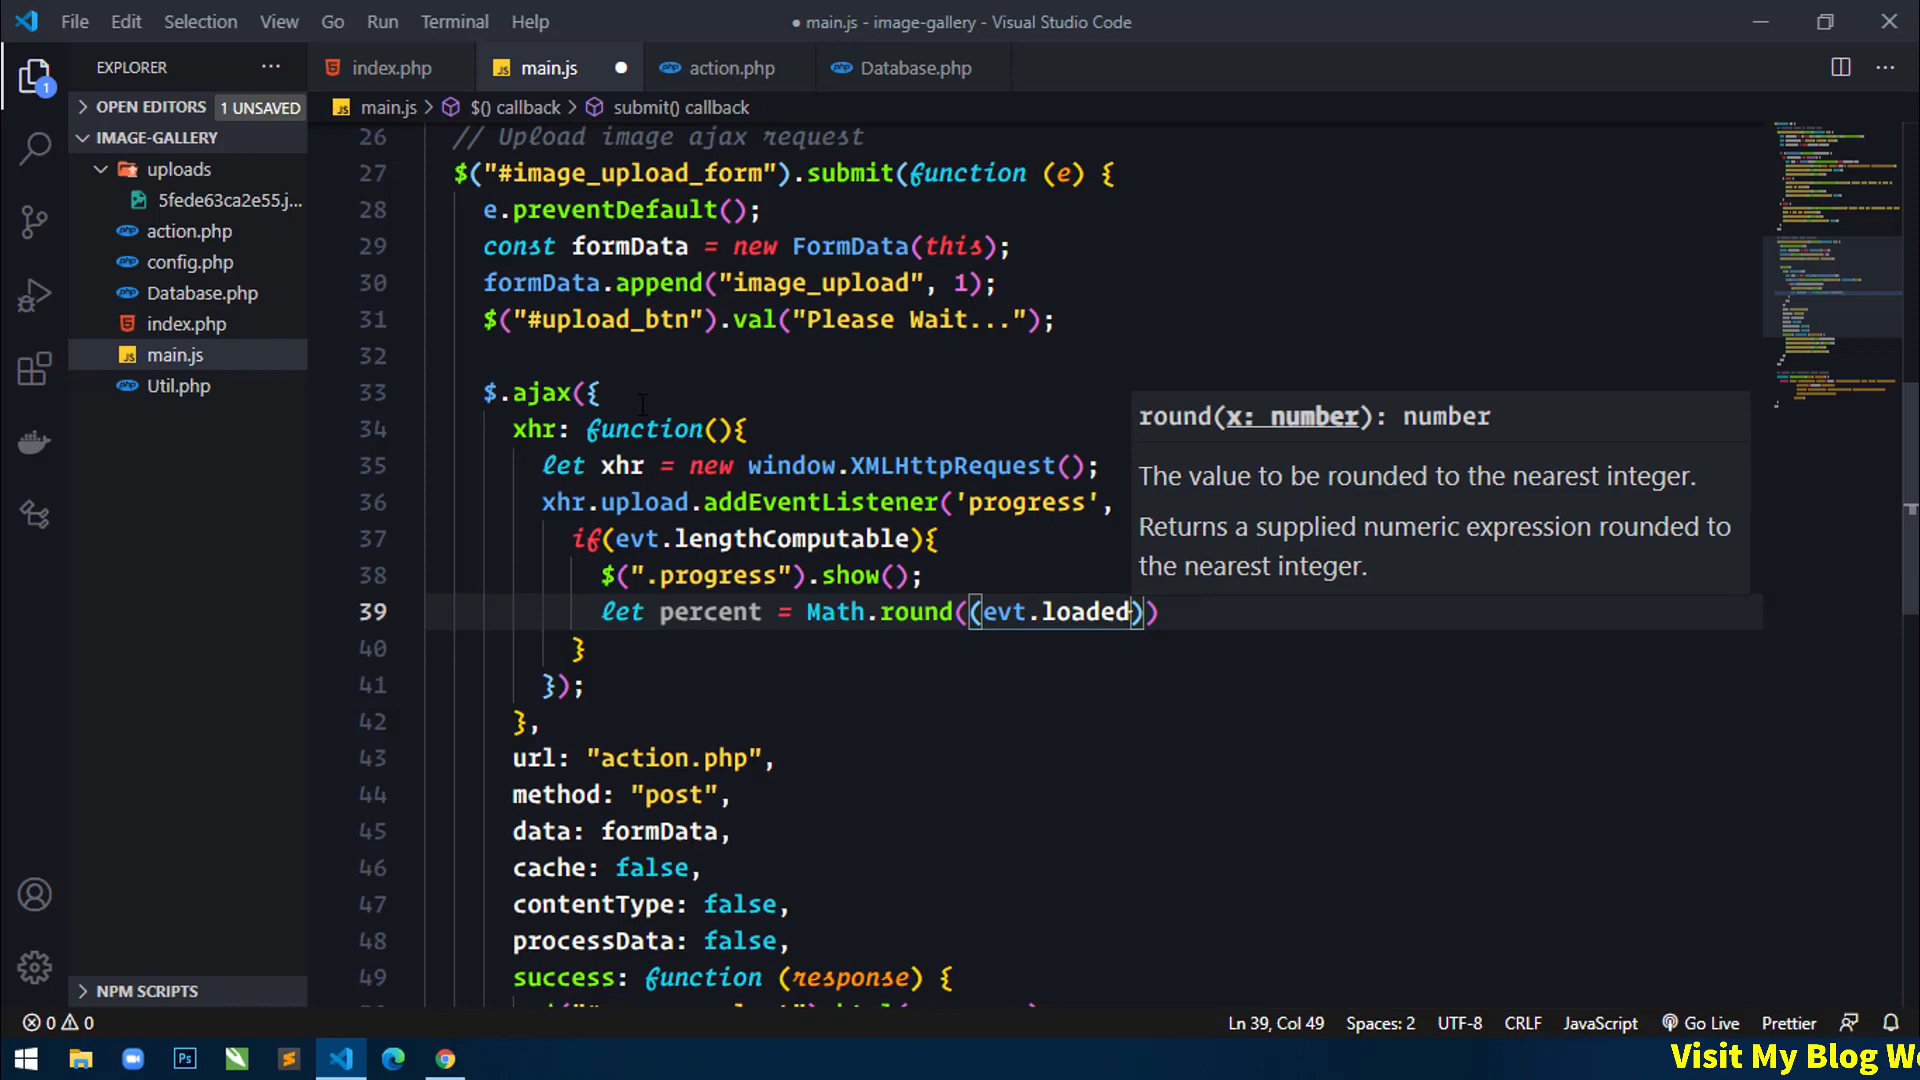 File Edit Selection View Go Run Terminal Help
● main.js - image-gallery - Visual Studio Code
EXPLORER ···
index.php
main.js
action.php
Database.php
OPEN EDITORS 1 UNSAVED
main.js > $() callback > submit() callback
IMAGE-GALLERY
uploads
5fede63ca2e55.j...
action.php
config.php
Database.php
index.php
main.js
Util.php
NPM SCRIPTS
1
26 // Upload image ajax request
27 $("#image_upload_form").submit(function (e) {
28 e.preventDefault();
29 const formData = new FormData(this);
30 formData.append("image_upload", 1);
31 $("#upload_btn").val("Please Wait...");
32
33 $.ajax({
34 xhr: function(){
35 let xhr = new window.XMLHttpRequest();
36 xhr.upload.addEventListener('progress',
37 if(evt.lengthComputable){
38 $(".progress").show();
39 let percent = Math.round((evt.loaded))
40 }
41 });
42 },
43 url: "action.php",
44 method: "post",
45 data: formData,
46 cache: false,
47 contentType: false,
48 processData: false,
49 success: function (response) {
round(x: number): number
The value to be rounded to the nearest integer.
Returns a supplied numeric expression rounded to
the nearest integer.
0 0
Ln 39, Col 49 Spaces: 2 UTF-8 CRLF JavaScript Go Live Prettier
Ps
Visit My Blog